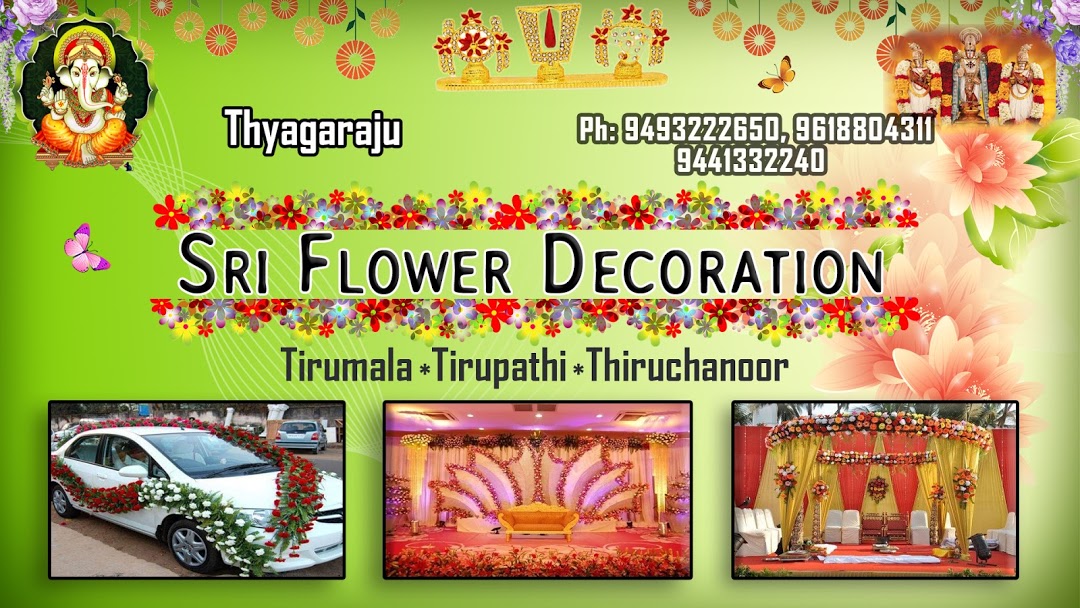 Thyagaraju
Ph: 9493222650, 9618804311
9441332240
Sri Flower Decoration
Tirumala * Tirupathi * Thiruchanoor